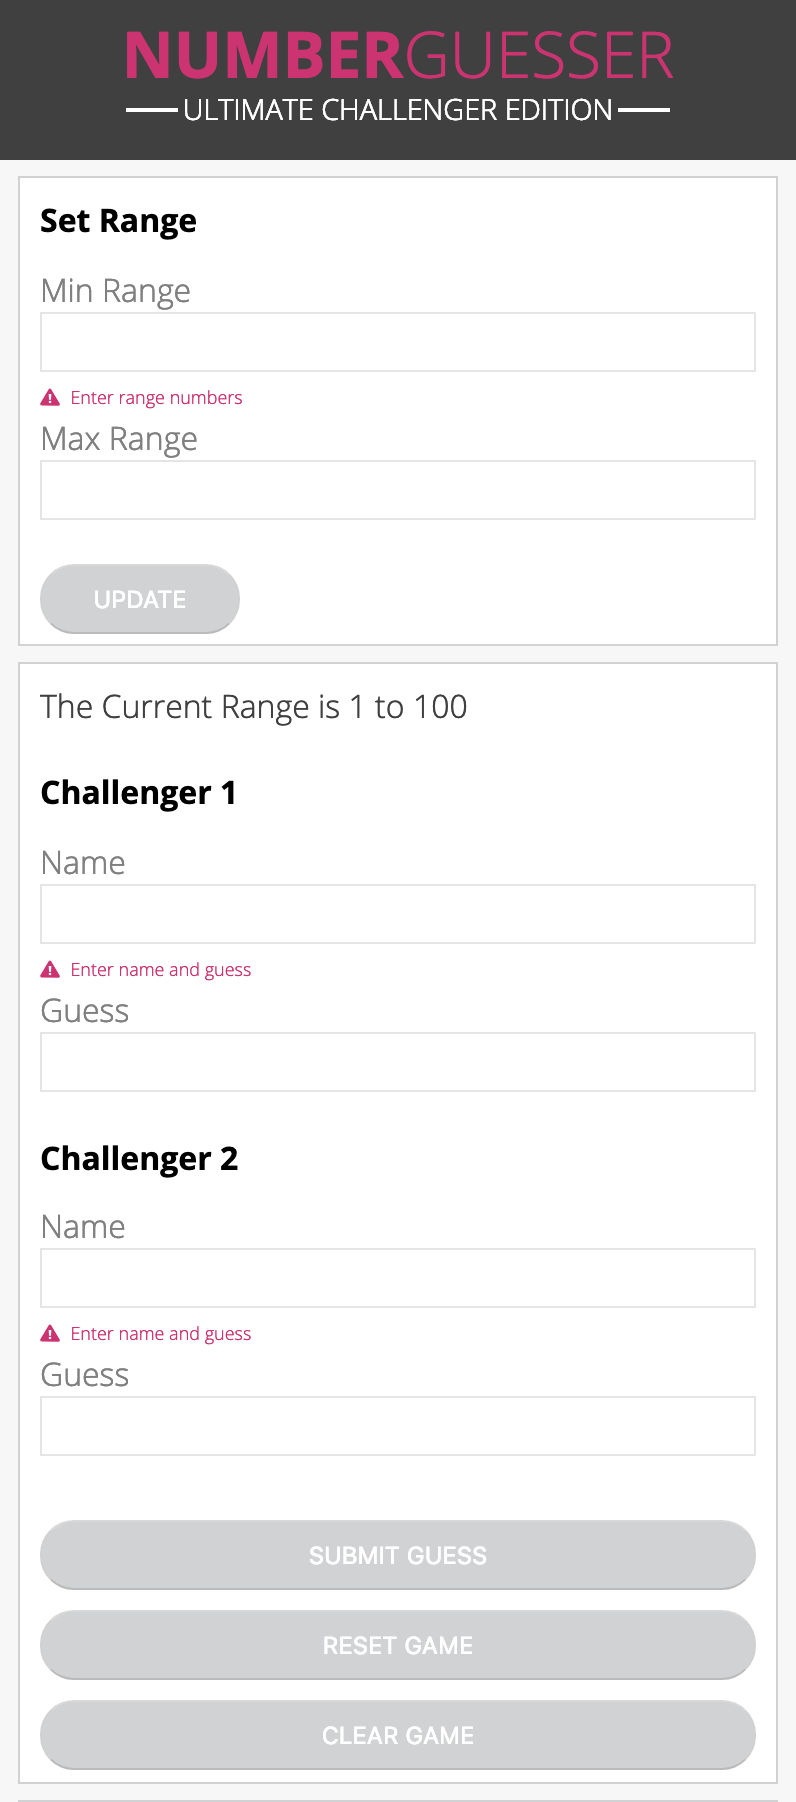 NUMBERGUESSER
ULTIMATE CHALLENGER EDITION
Set Range
Min Range
Enter range numbers
Max Range
UPDATE
The Current Range is 1 to 100
Challenger 1
Name
Enter name and guess
Guess
Challenger 2
Name
Enter name and guess
Guess
SUBMIT GUESS
RESET GAME
CLEAR GAME